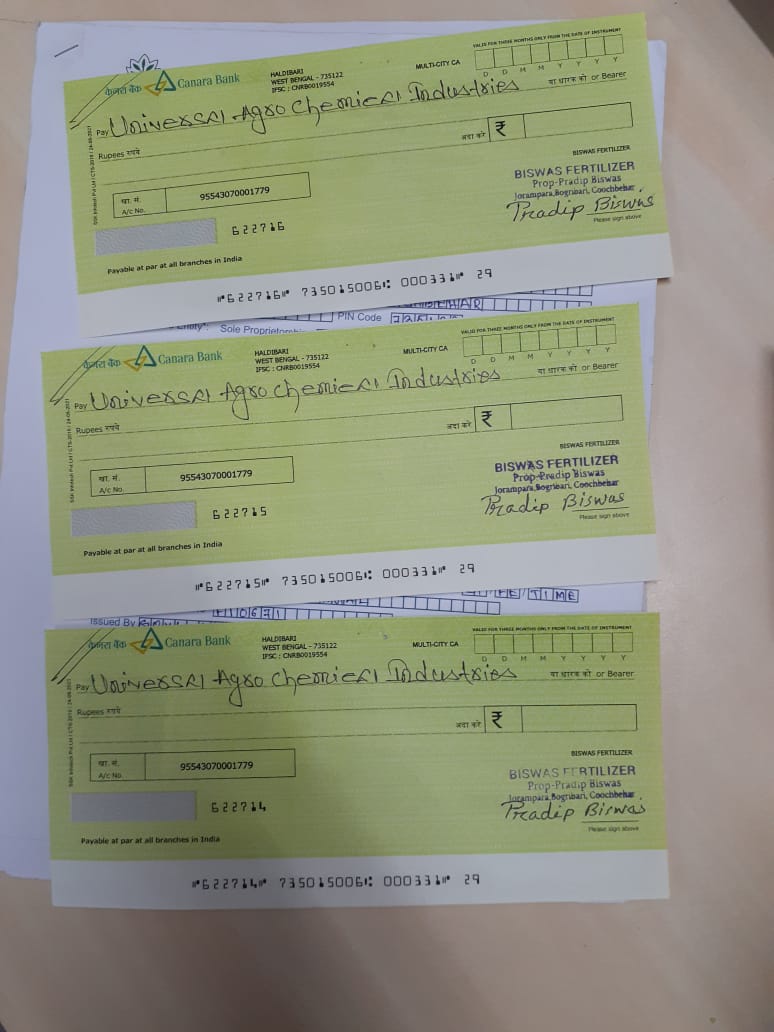 VALID FOR THREE MONTHS ONLY FROM THE DATE OF INSTRUMENT
केनरा बैंक Canara Bank
HALDIBARI
WEST BENGAL - 735122
IFSC : CNRB0019554
MULTI-CITY CA
D D M M Y Y Y Y
Pay Universal Agro Chemical Industries या धारक को or Bearer
Rupees रुपये
अदा करे ₹
BISWAS FERTILIZER
खा. सं.
A/c No.
95543070001779
BISWAS FERTILIZER
Prop-Pradip Biswas
Jorampara,Bogribari, Coochbehar
Pradip Biswas
Please sign above
622716
Payable at par at all branches in India
⑈622716⑈ 735015006⑆ 000331⑈ 29
PIN Code
Sole
VALID FOR THREE MONTHS ONLY FROM THE DATE OF INSTRUMENT
केनरा बैंक Canara Bank
HALDIBARI
WEST BENGAL - 735122
IFSC : CNRB0019554
MULTI-CITY CA
D D M M Y Y Y Y
Pay Universal Agro Chemical Industries या धारक को or Bearer
Rupees रुपये
अदा करे ₹
BISWAS FERTILIZER
खा. सं.
A/c No.
95543070001779
BISWAS FERTILIZER
Prop-Pradip Biswas
Jorampara,Bogribari, Coochbehar
Pradip Biswas
Please sign above
622715
Payable at par at all branches in India
⑈622715⑈ 735015006⑆ 000331⑈ 29
TIME
Issued By
VALID FOR THREE MONTHS ONLY FROM THE DATE OF INSTRUMENT
केनरा बैंक Canara Bank
HALDIBARI
WEST BENGAL - 735122
IFSC : CNRB0019554
MULTI-CITY CA
D D M M Y Y Y Y
Pay Universal Agro Chemical Industries या धारक को or Bearer
Rupees रुपये
अदा करे ₹
BISWAS FERTILIZER
खा. सं.
A/c No.
95543070001779
BISWAS FERTILIZER
Prop-Pradip Biswas
Jorampara,Bogribari, Coochbehar
Pradip Biswas
Please sign above
622714
Payable at par at all branches in India
⑈622714⑈ 735015006⑆ 000331⑈ 29